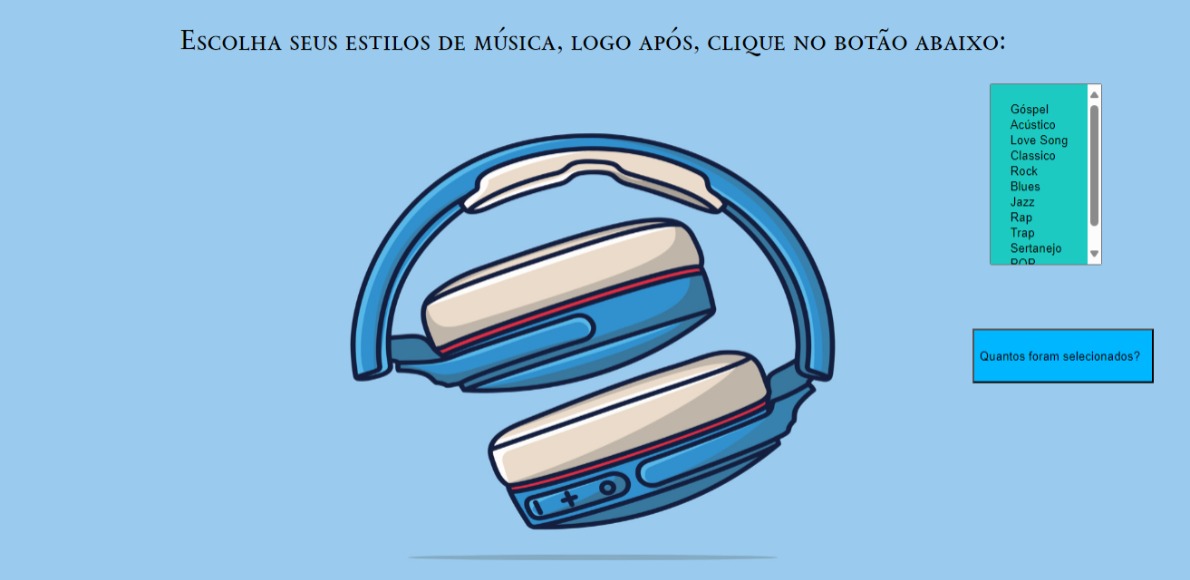 Escolha seus estilos de música, logo após, clique no botão abaixo:
Góspel
Acústico
Love Song
Classico
Rock
Blues
Jazz
Rap
Trap
Sertanejo
POP
Quantos foram selecionados?